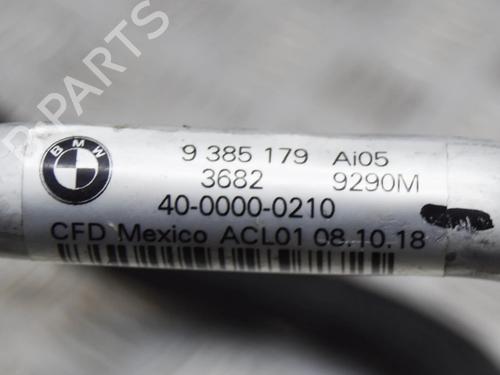 B-PARTS
BMW
9 385 179 Ai05
3682 9290M
40-0000-0210
CFD Mexico ACL01 08.10.18